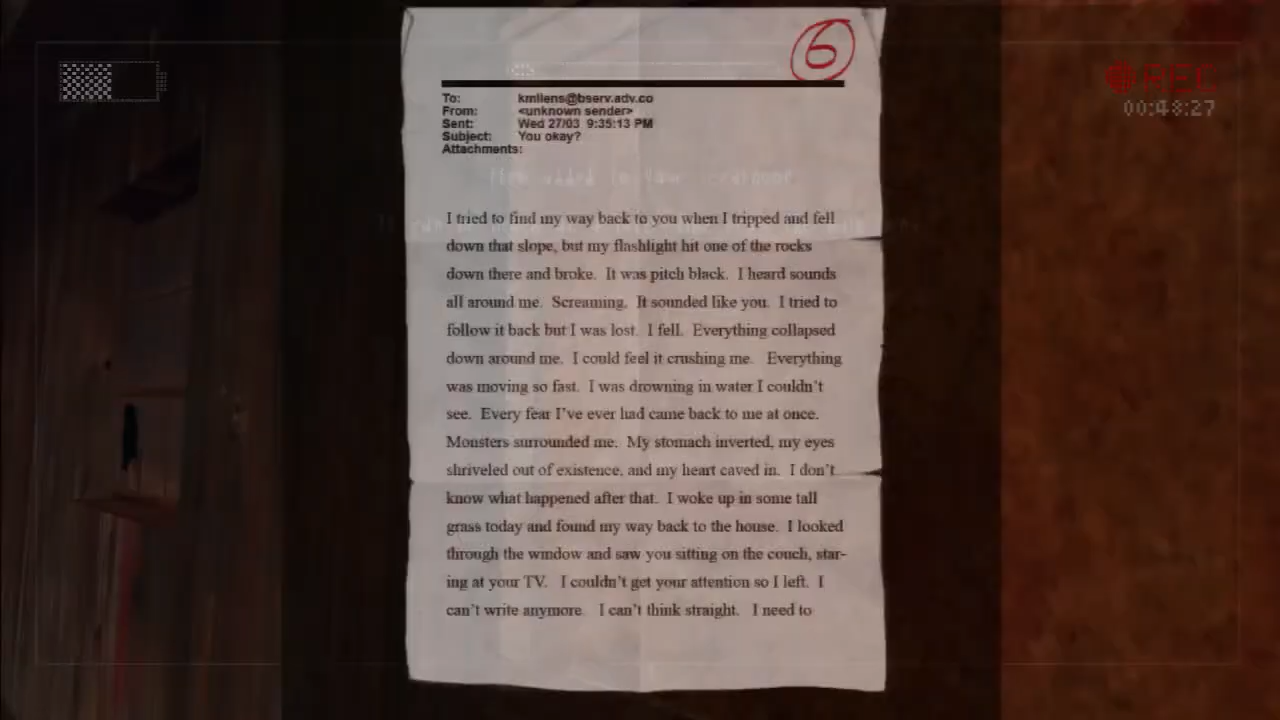 6
REC
00:48:27
To: kmliens@bserv.adv.co
From: <unknown sender>
Sent: Wed 27/03 9:35:13 PM
Subject: You okay?
Attachments:
I tried to find my way back to you when I tripped and fell
down that slope, but my flashlight hit one of the rocks
down there and broke. It was pitch black. I heard sounds
all around me. Screaming. It sounded like you. I tried to
follow it back but I was lost. I fell. Everything collapsed
down around me. I could feel it crushing me. Everything
was moving so fast. I was drowning in water I couldn't
see. Every fear I've ever had came back to me at once.
Monsters surrounded me. My stomach inverted, my eyes
shriveled out of existence, and my heart caved in. I don't
know what happened after that. I woke up in some tall
grass today and found my way back to the house. I looked
through the window and saw you sitting on the couch, star-
ing at your TV. I couldn't get your attention so I left. I
can't write anymore. I can't think straight. I need to